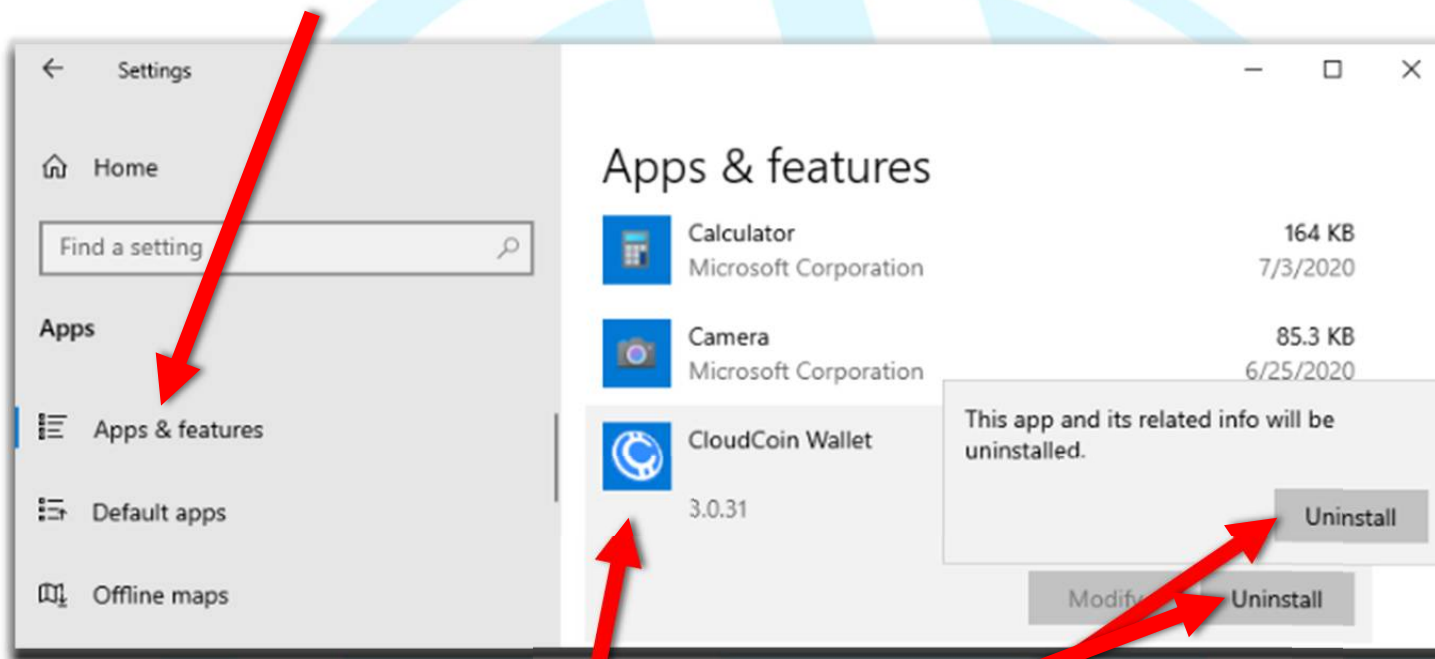 Settings
Home
Find a setting
Apps
Apps & features
Default apps
Offline maps
Apps & features
Calculator
164 KB
Microsoft Corporation
7/3/2020
Camera
85.3 KB
Microsoft Corporation
6/25/2020
CloudCoin Wallet
3.0.31
This app and its related info will be
uninstalled.
Uninstall
Modify
Uninstall